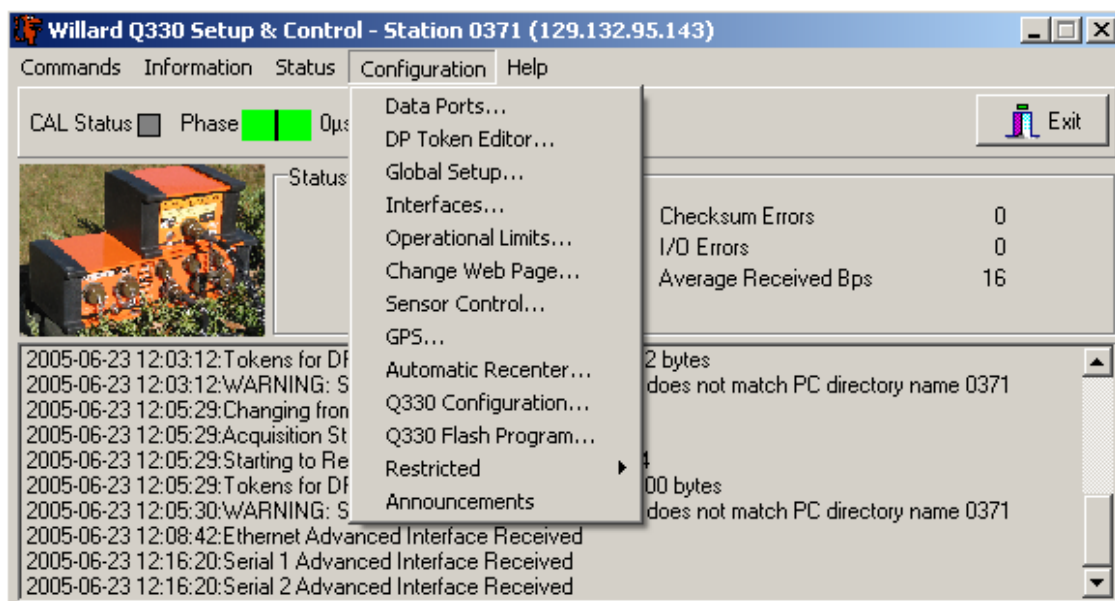 Willard Q330 Setup & Control - Station 0371 (129.132.95.143)
Commands Information Status Configuration Help
CAL Status Phase 0µs
Exit
Data Ports...
DP Token Editor...
Global Setup...
Interfaces...
Operational Limits...
Change Web Page...
Sensor Control...
GPS...
Automatic Recenter...
Q330 Configuration...
Q330 Flash Program...
Restricted
Announcements
Status
Checksum Errors 0
I/O Errors 0
Average Received Bps 16
2005-06-23 12:03:12:Tokens for 2 bytes
2005-06-23 12:03:12:WARNING: does not match PC directory name 0371
2005-06-23 12:05:29:Changing from
2005-06-23 12:05:29:Acquisition
2005-06-23 12:05:29:Starting to
2005-06-23 12:05:29:Tokens for 00 bytes
2005-06-23 12:05:30:WARNING: does not match PC directory name 0371
2005-06-23 12:08:42:Ethernet Advanced Interface Received
2005-06-23 12:16:20:Serial 1 Advanced Interface Received
2005-06-23 12:16:20:Serial 2 Advanced Interface Received